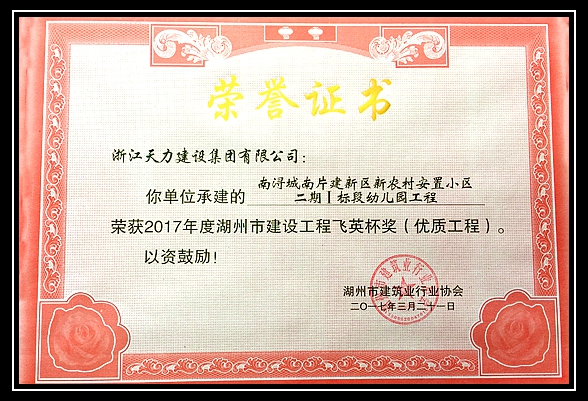 荣誉证书
浙江天力建设集团有限公司：
你单位承建的 南浔城南片建新区新农村安置小区
二期Ⅰ标段幼儿园工程
荣获2017年度湖州市建设工程飞英杯奖（优质工程）。
以资鼓励！
湖州市建筑业行业协会
二〇一七年三月二十一日